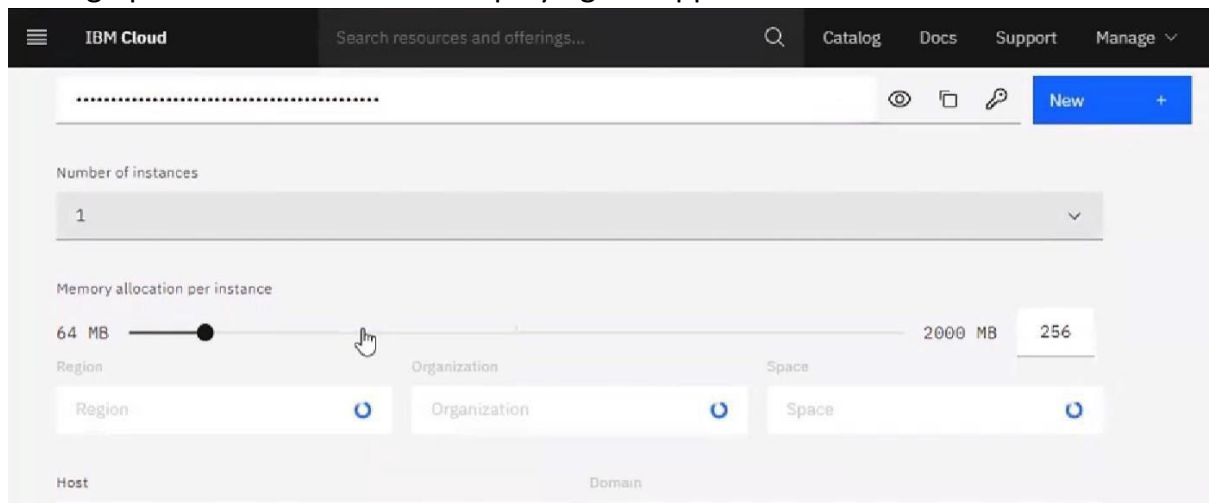 IBM Cloud Search resources and offerings... Catalog Docs Support Manage
•••••••••••••••••••••••••••••••••••••••••••• New +
Number of instances
1
Memory allocation per instance
64 MB 2000 MB 256
Region Organization Space
Region Organization Space
Host Domain